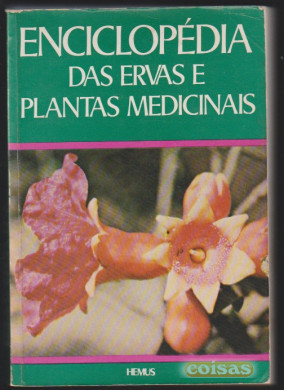 ENCICLOPÉDIA
DAS ERVAS E
PLANTAS MEDICINAIS
HEMUS
coisas